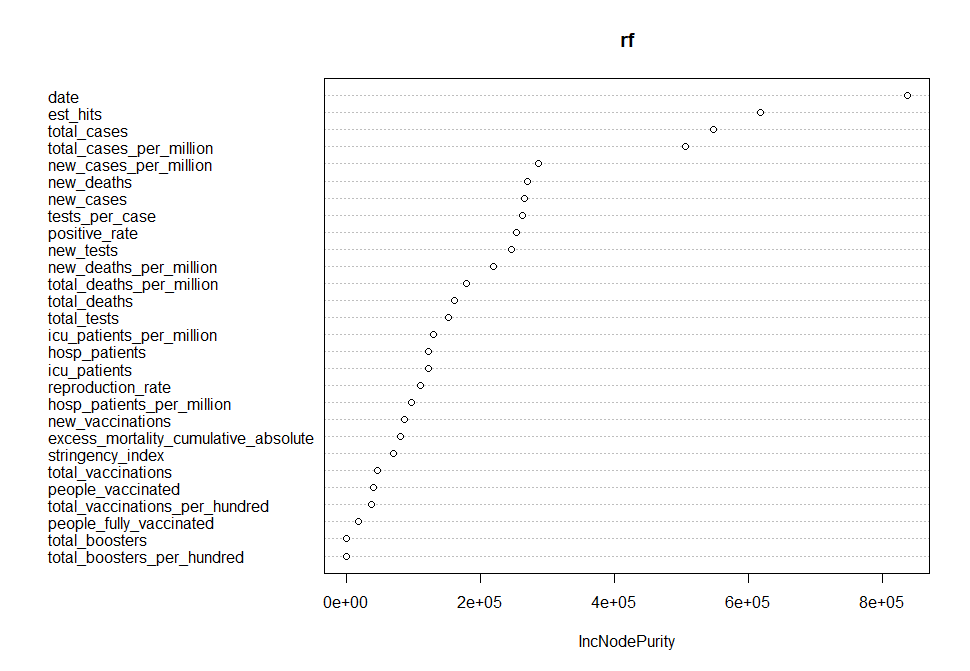 rf
date
est_hits
total_cases
total_cases_per_million
new_cases_per_million
new_deaths
new_cases
tests_per_case
positive_rate
new_tests
new_deaths_per_million
total_deaths_per_million
total_deaths
total_tests
icu_patients_per_million
hosp_patients
icu_patients
reproduction_rate
hosp_patients_per_million
new_vaccinations
excess_mortality_cumulative_absolute
stringency_index
total_vaccinations
people_vaccinated
total_vaccinations_per_hundred
people_fully_vaccinated
total_boosters
total_boosters_per_hundred
0e+00 2e+05 4e+05 6e+05 8e+05
IncNodePurity